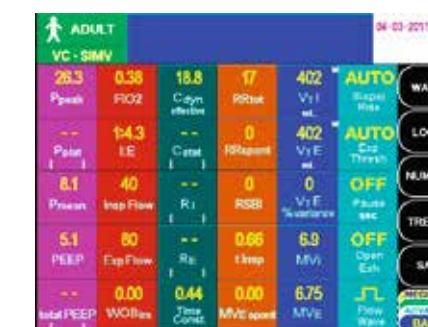 ADULT
04-03-2011
VC - SIMV
26.3 0.38 18.8 17 402 AUTO
Ppeak FIO2 Cdyn RRtot VTI
effective
WA
-- 1:4.3 -- 0 402 AUTO
Pplat I:E Cstat RRspont VTE Exp Thresh
LO
8.1 40 -- 0 0 OFF
Pmean Insp Flow RI RSBI VTE Pause
% variance sec
NUM
5.1 80 -- 0.66 6.9 OFF
PEEP Exp Flow RE t Insp MVI Open Exh
TRE
-- 0.00 0.44 0.00 6.75
total PEEP WOBim Time Const. MVE spont MVE Flow Wave